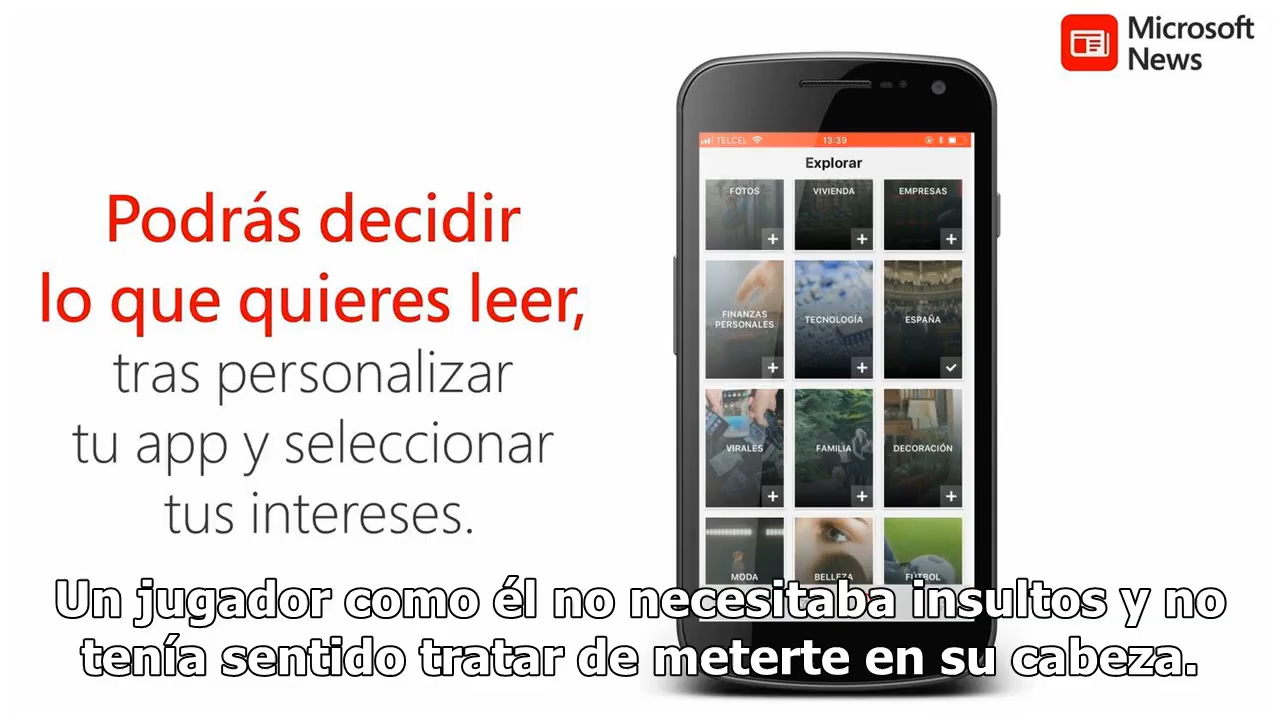 Microsoft
News
Podrás decidir
lo que quieres leer,
tras personalizar
tu app y seleccionar
tus intereses.
TELCEL 13:39
Explorar
FOTOS VIVIENDA EMPRESAS
FINANZAS
PERSONALES TECNOLOGÍA ESPAÑA
VIRALES FAMILIA DECORACIÓN
MODA BELLEZA FÚTBOL
Un jugador como él no necesitaba insultos y no
tenía sentido tratar de meterte en su cabeza.